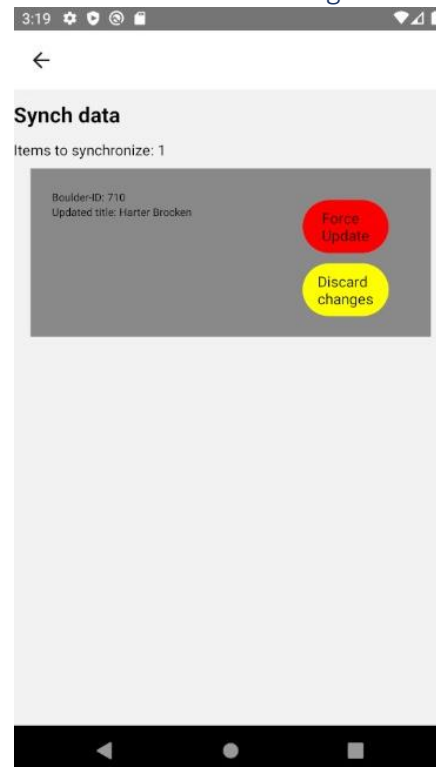 3:19
Synch data
Items to synchronize: 1
Boulder-ID: 710
Updated title: Harter Brocken
Force
Update
Discard
changes